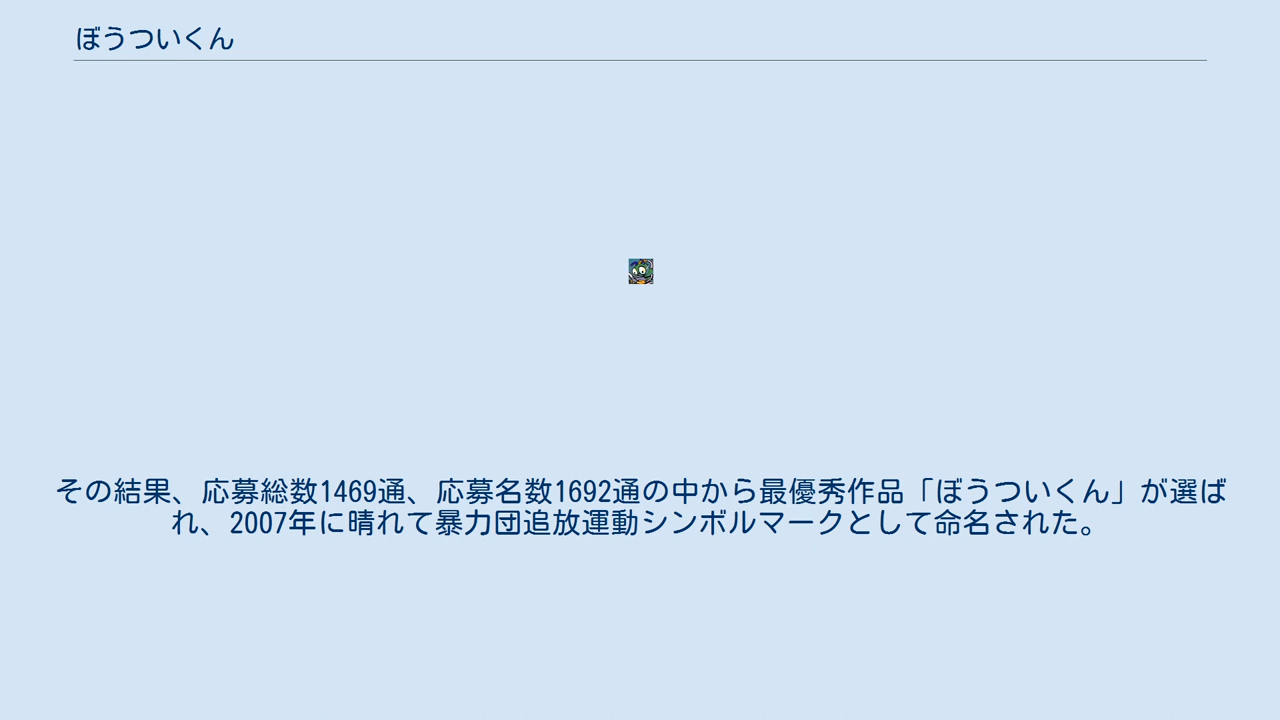 ぼうついくん
その結果、応募総数1469通、応募名数1692通の中から最優秀作品「ぼうついくん」が選ば
れ、2007年に晴れて暴力団追放運動シンボルマークとして命名された。